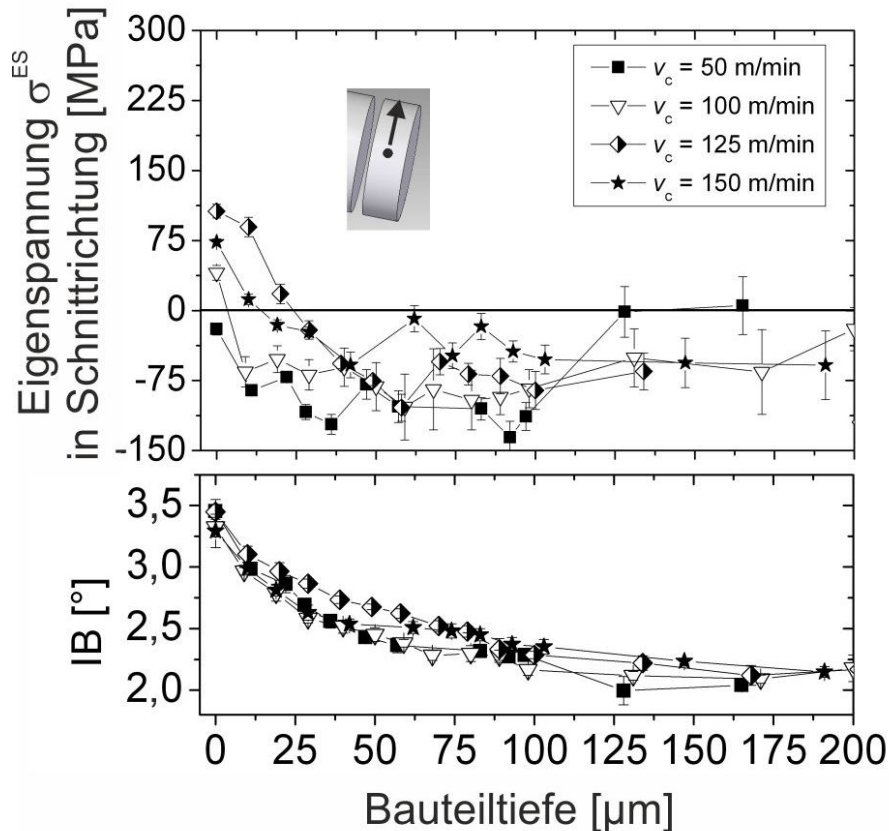 Eigenspannung σ^ES
in Schnittrichtung [MPa]
300
225
150
75
0
-75
-150
v_c = 50 m/min
v_c = 100 m/min
v_c = 125 m/min
v_c = 150 m/min
IB [°]
3,5
3,0
2,5
2,0
0 25 50 75 100 125 150 175 200
Bauteiltiefe [µm]